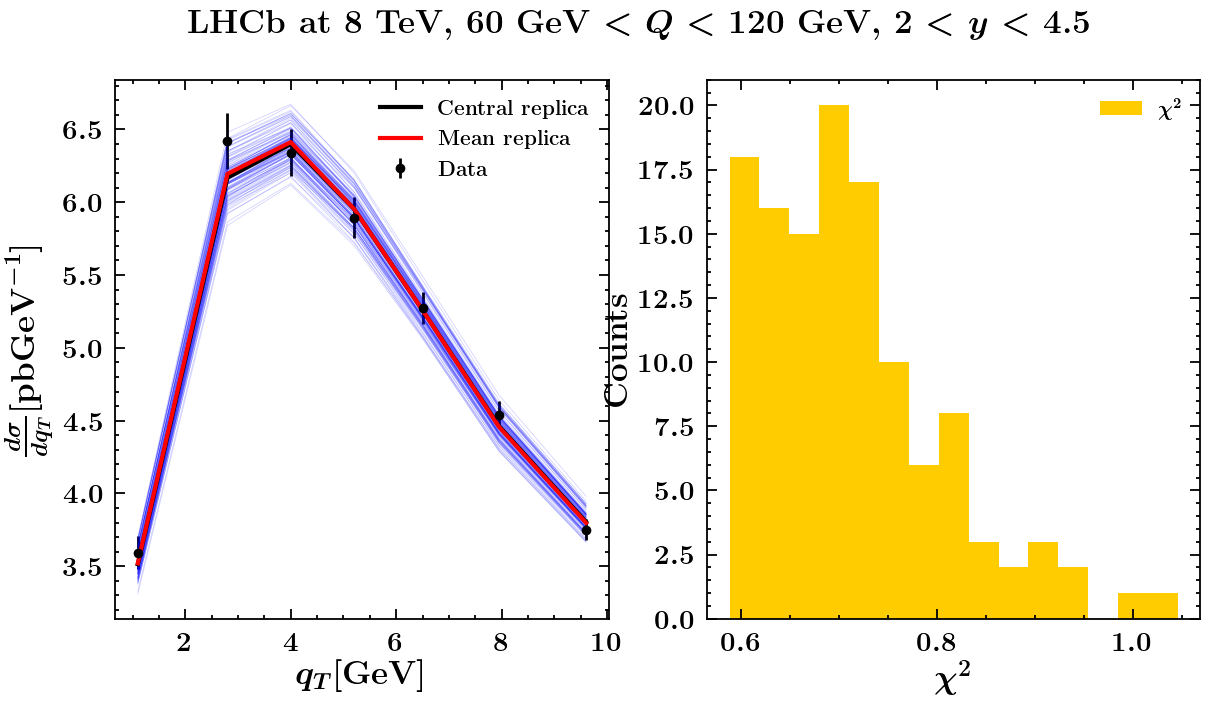 LHCb at 8 TeV, 60 GeV < Q < 120 GeV, 2 < y < 4.5
dσ/dq_T [pbGeV⁻¹]
6.5
6.0
5.5
5.0
4.5
4.0
3.5
Central replica
Mean replica
Data
2 4 6 8 10
q_T[GeV]
Counts
20.0
17.5
15.0
12.5
10.0
7.5
5.0
2.5
0.0
χ²
0.6 0.8 1.0
χ²